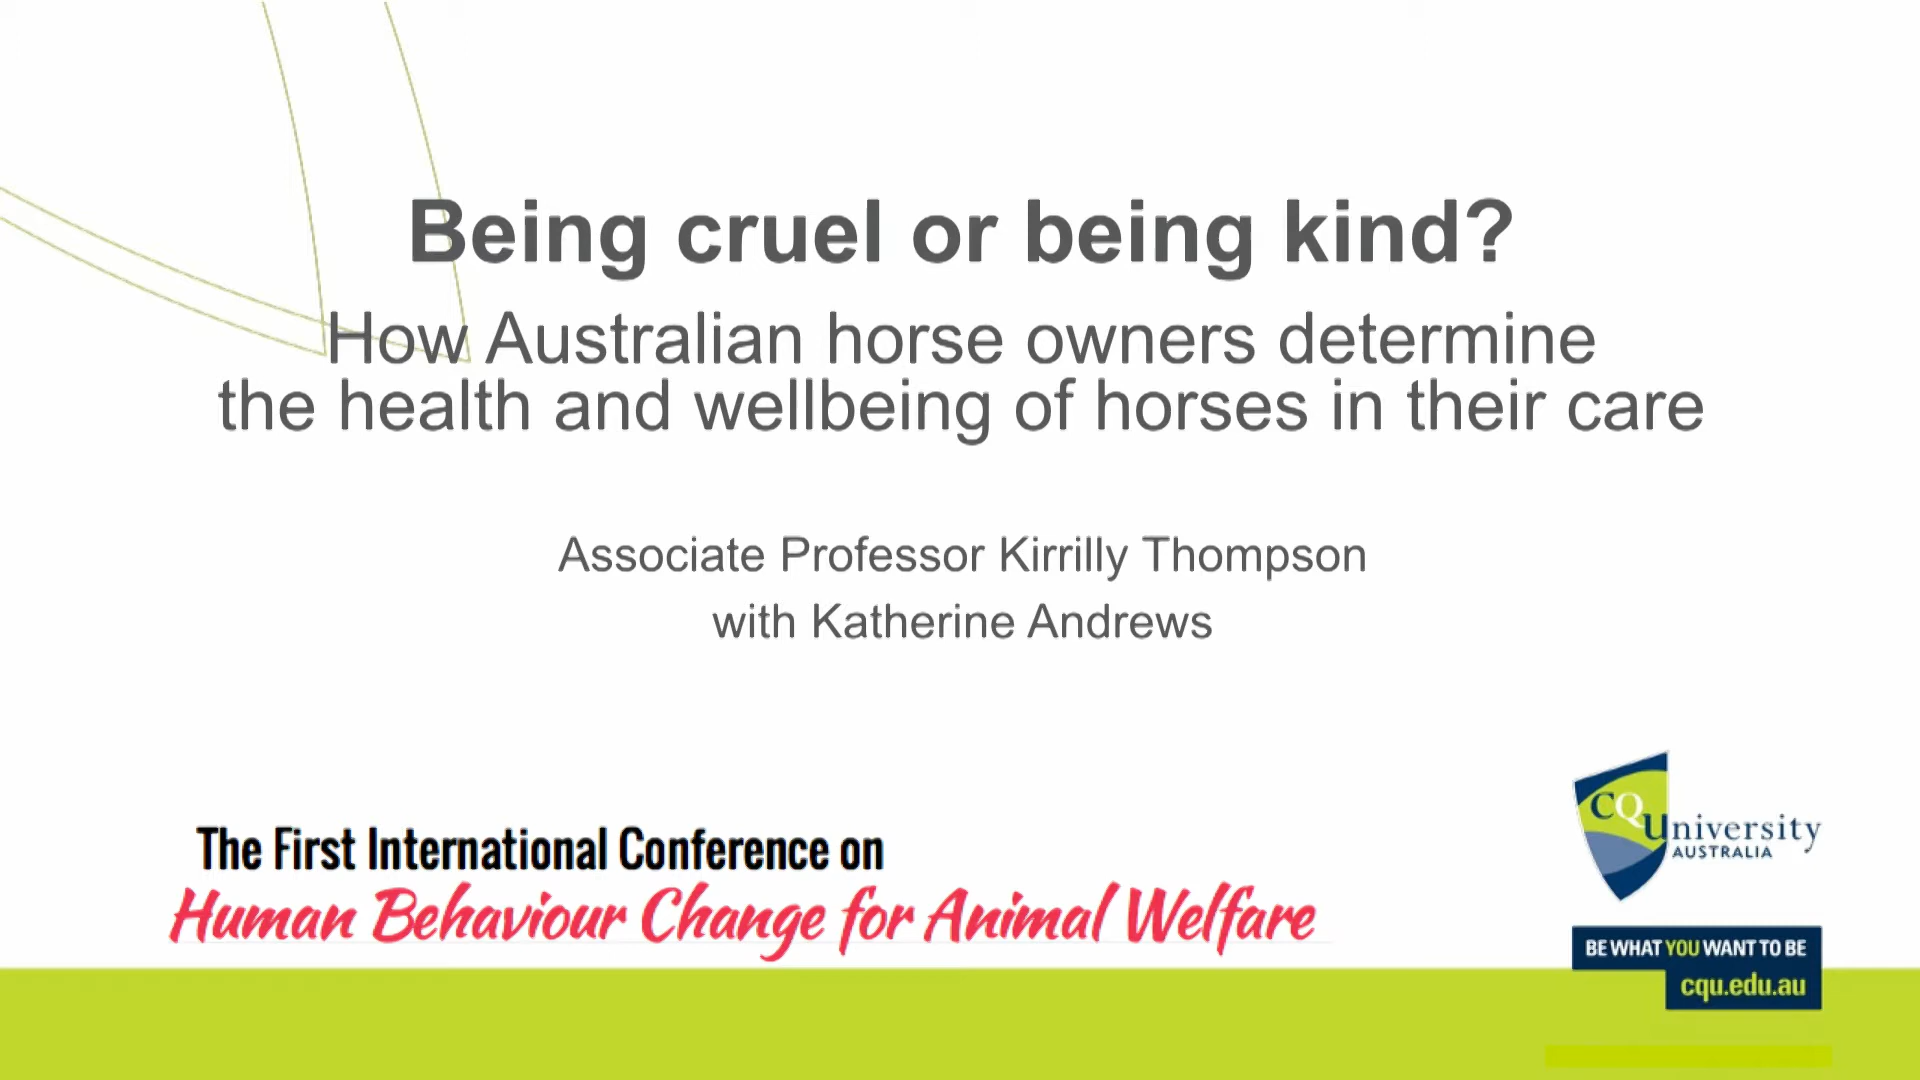 Being cruel or being kind?
How Australian horse owners determine
the health and wellbeing of horses in their care
Associate Professor Kirrilly Thompson
with Katherine Andrews
The First International Conference on
Human Behaviour Change for Animal Welfare
CQUniversity
AUSTRALIA
BE WHAT YOU WANT TO BE
cqu.edu.au